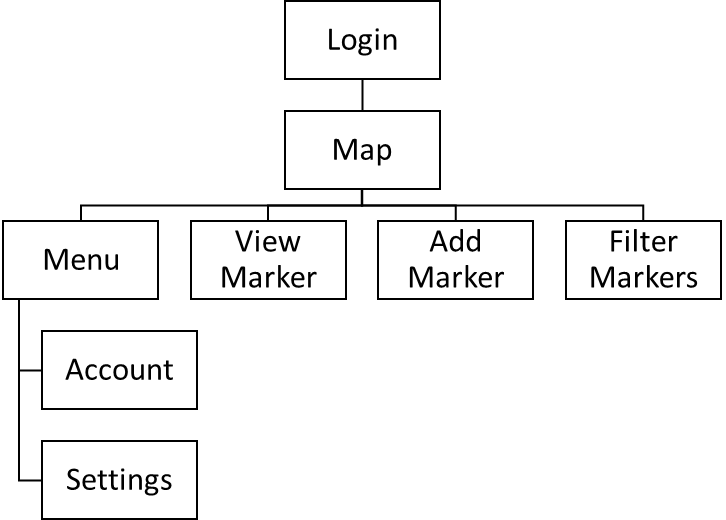 Login
Map
Menu
View
Marker
Add
Marker
Filter
Markers
Account
Settings